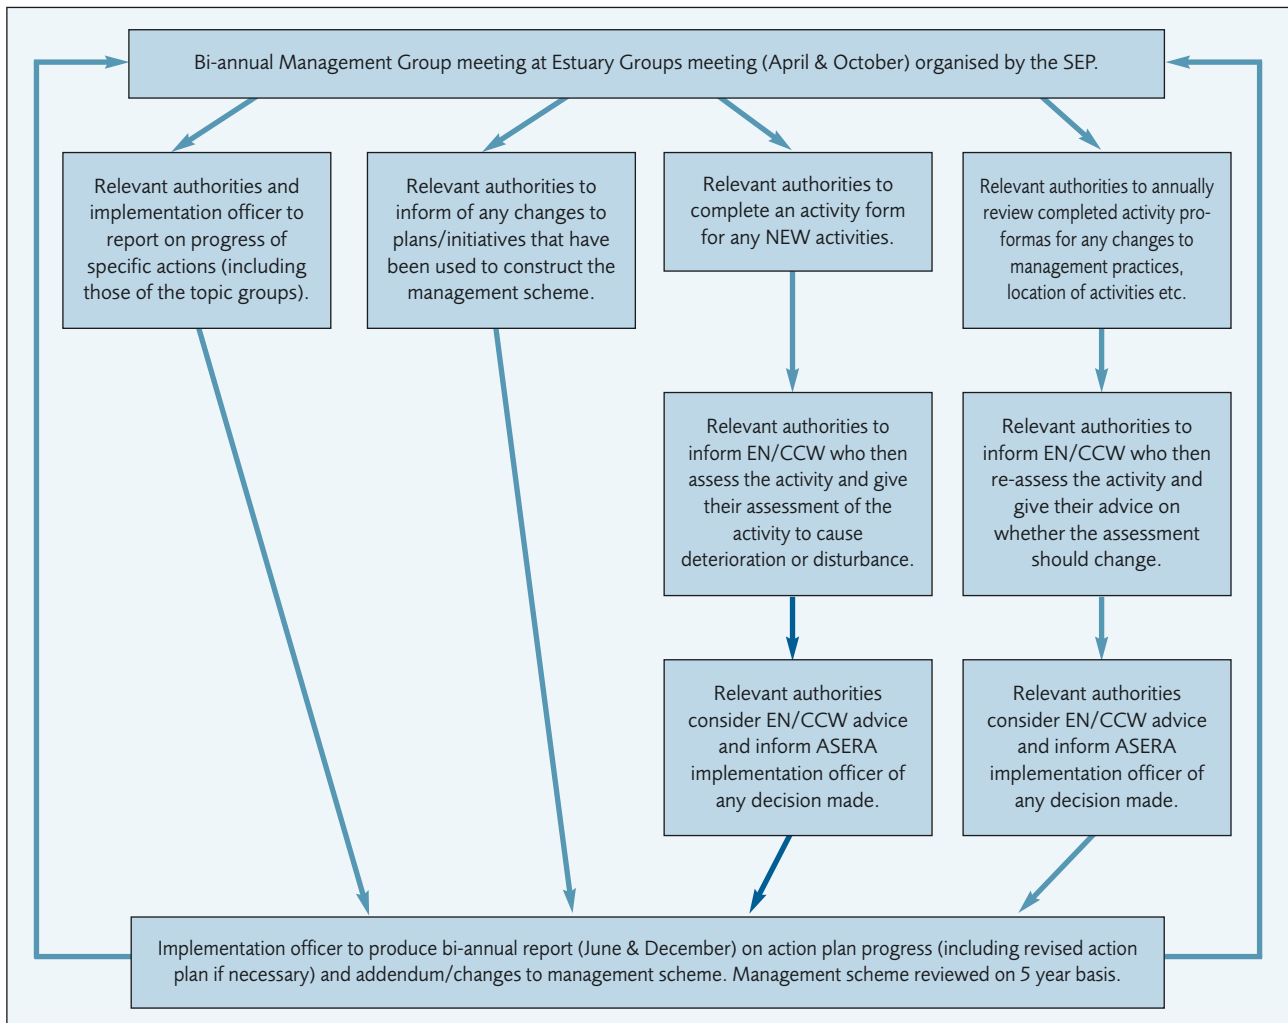 Bi-annual Management Group meeting at Estuary Groups meeting (April & October) organised by the SEP.
Relevant authorities and
implementation officer to
report on progress of
specific actions (including
those of the topic groups).
Relevant authorities to
inform of any changes to
plans/initiatives that have
been used to construct the
management scheme.
Relevant authorities to
complete an activity form
for any NEW activities.
Relevant authorities to annually
review completed activity pro-
formas for any changes to
management practices,
location of activities etc.
Relevant authorities to
inform EN/CCW who then
assess the activity and give
their assessment of the
activity to cause
deterioration or disturbance.
Relevant authorities to
inform EN/CCW who then
re-assess the activity and
give their advice on
whether the assessment
should change.
Relevant authorities
consider EN/CCW advice
and inform ASERA
implementation officer of
any decision made.
Relevant authorities
consider EN/CCW advice
and inform ASERA
implementation officer of
any decision made.
Implementation officer to produce bi-annual report (June & December) on action plan progress (including revised action
plan if necessary) and addendum/changes to management scheme. Management scheme reviewed on 5 year basis.